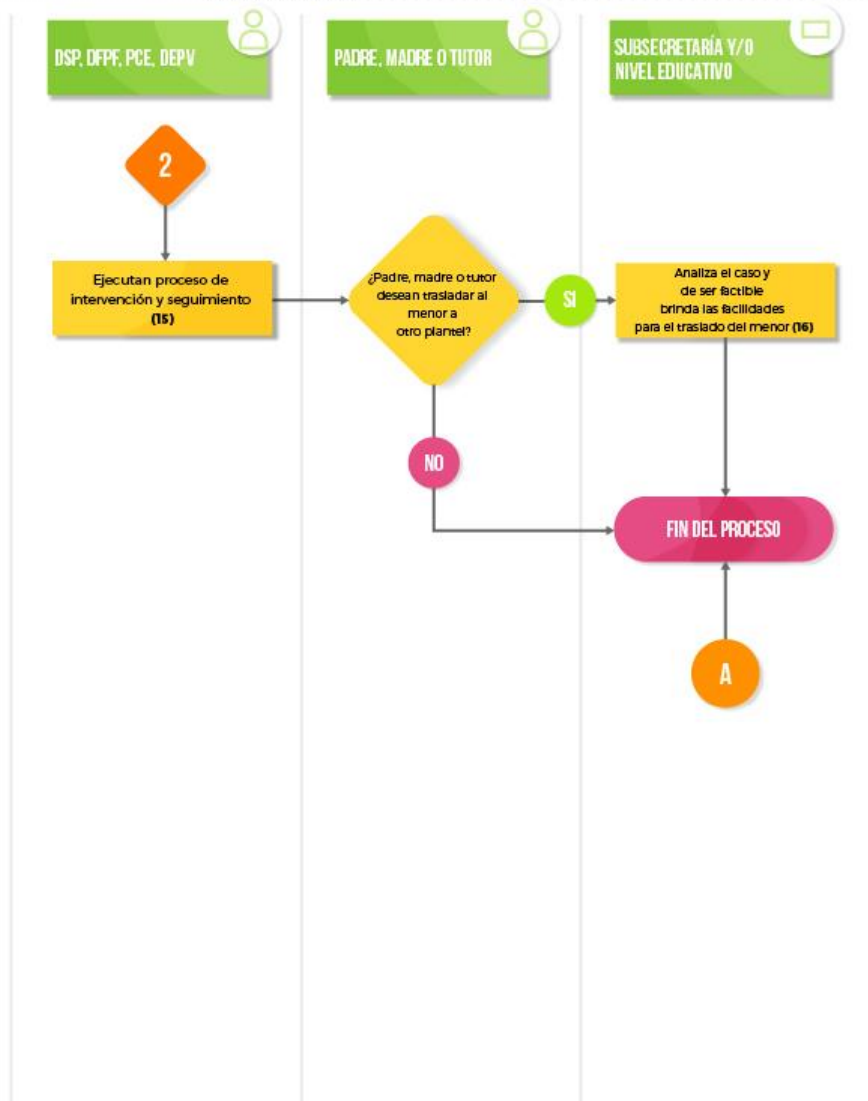 DSP, DFPF, PCE, DEPV
PADRE, MADRE O TUTOR
SUBSECRETARÍA Y/O
NIVEL EDUCATIVO
2
Ejecutan proceso de
intervención y seguimiento
(15)
¿Padre, madre o tutor
desean trasladar al
menor a
otro plantel?
SI
Analiza el caso y
de ser factible
brinda las facilidades
para el traslado del menor (16)
NO
FIN DEL PROCESO
A